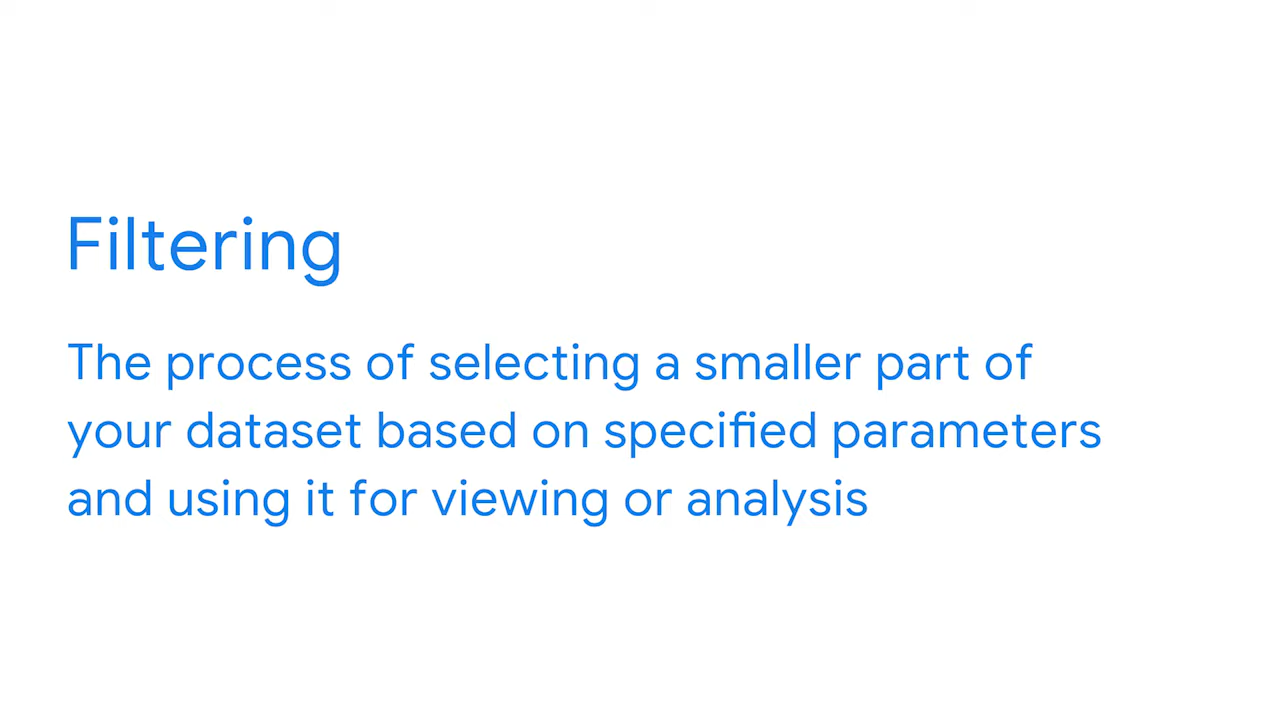 Filtering
The process of selecting a smaller part of
your dataset based on specified parameters
and using it for viewing or analysis